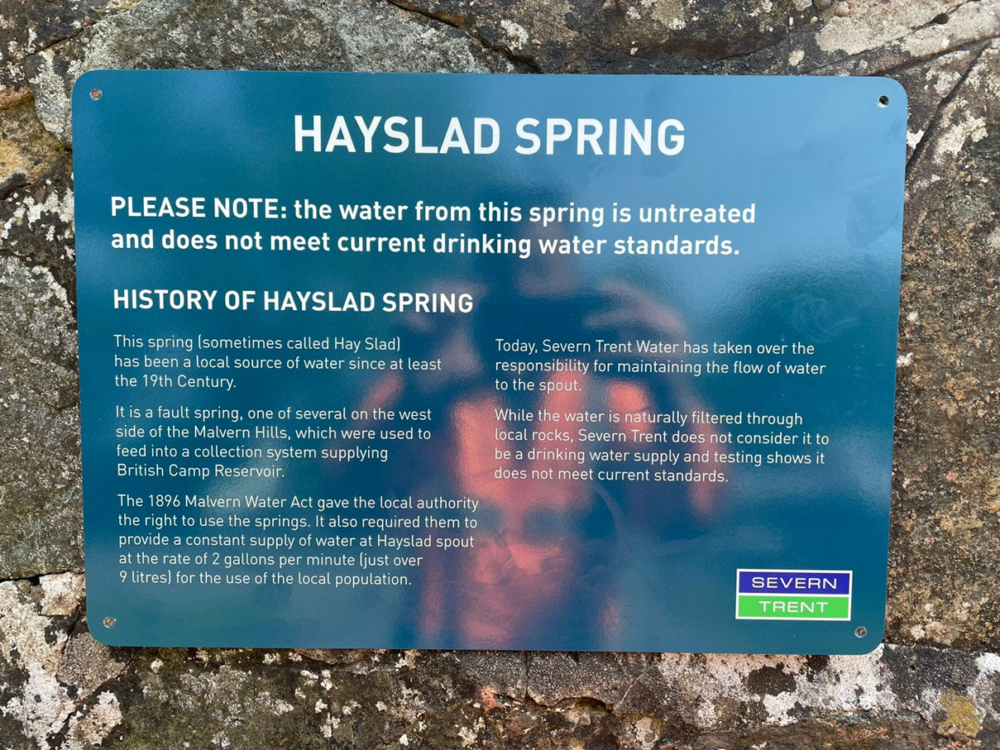 HAYSLAD SPRING
PLEASE NOTE: the water from this spring is untreated
and does not meet current drinking water standards.
HISTORY OF HAYSLAD SPRING
This spring (sometimes called Hay Slad)
has been a local source of water since at least
the 19th Century.
It is a fault spring, one of several on the west
side of the Malvern Hills, which were used to
feed into a collection system supplying
British Camp Reservoir.
The 1896 Malvern Water Act gave the local authority
the right to use the springs. It also required them to
provide a constant supply of water at Hayslad spout
at the rate of 2 gallons per minute (just over
9 litres) for the use of the local population.
Today, Severn Trent Water has taken over the
responsibility for maintaining the flow of water
to the spout.
While the water is naturally filtered through
local rocks, Severn Trent does not consider it to
be a drinking water supply and testing shows it
does not meet current standards.
SEVERN
TRENT